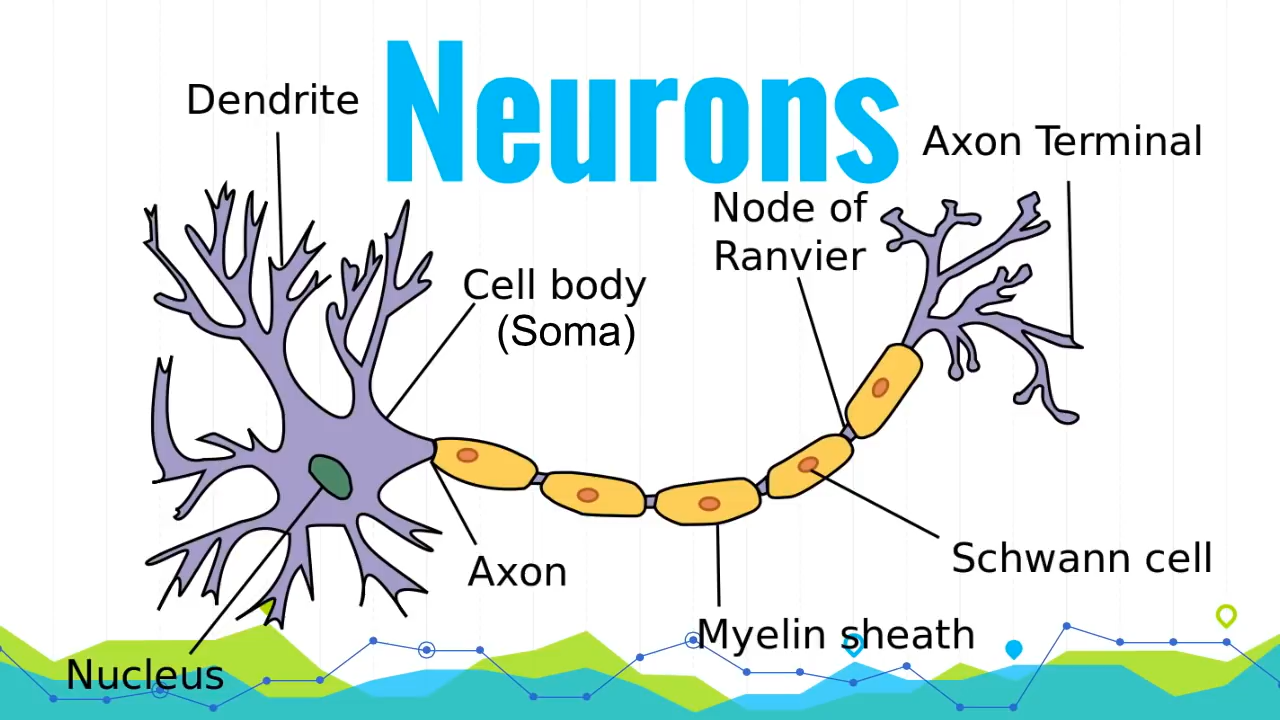 Neurons
Dendrite
Axon Terminal
Node of
Ranvier
Cell body
(Soma)
Axon
Schwann cell
Myelin sheath
Nucleus